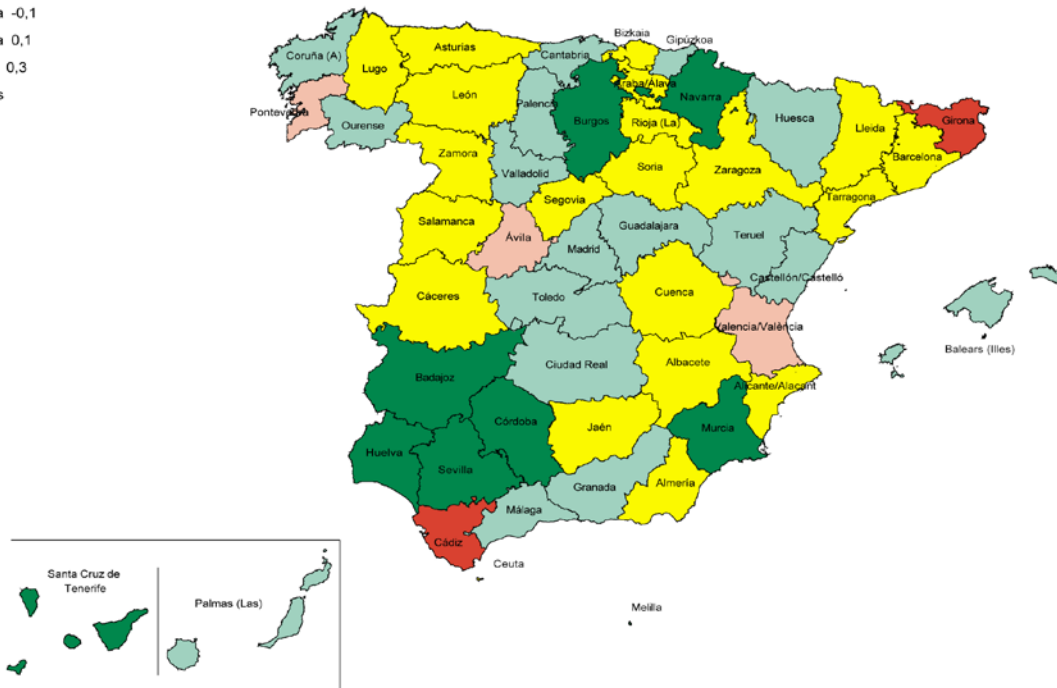 a -0,1
a 0,1
0,3
s
Bizkaia
Gipúzkoa
Coruña (A)
Lugo
Asturias
Cantabria
Araba/Álava
Navarra
León
Palencia
Burgos
Rioja (La)
Huesca
Lleida
Girona
Barcelona
Pontevedra
Ourense
Zamora
Valladolid
Soria
Zaragoza
Tarragona
Segovia
Salamanca
Ávila
Madrid
Guadalajara
Teruel
Castellón/Castelló
Cáceres
Toledo
Cuenca
Valencia/València
Balears (Illes)
Badajoz
Ciudad Real
Albacete
Alicante/Alacant
Córdoba
Jaén
Murcia
Huelva
Sevilla
Granada
Almería
Málaga
Cádiz
Ceuta
Melilla
Santa Cruz de
Tenerife
Palmas (Las)